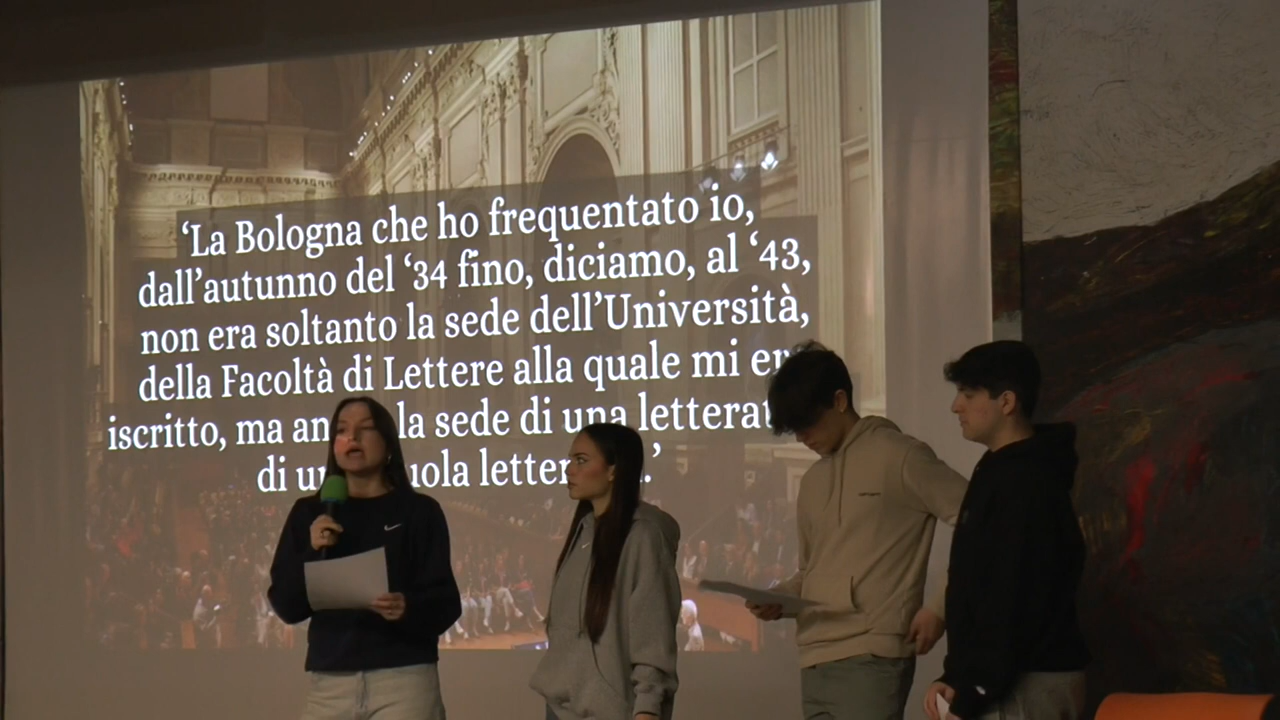 ‘La Bologna che ho frequentato io,
dall’autunno del ‘34 fino, diciamo, al ‘43,
non era soltanto la sede dell’Università,
della Facoltà di Lettere alla quale mi
iscritto, ma la sede di una
di